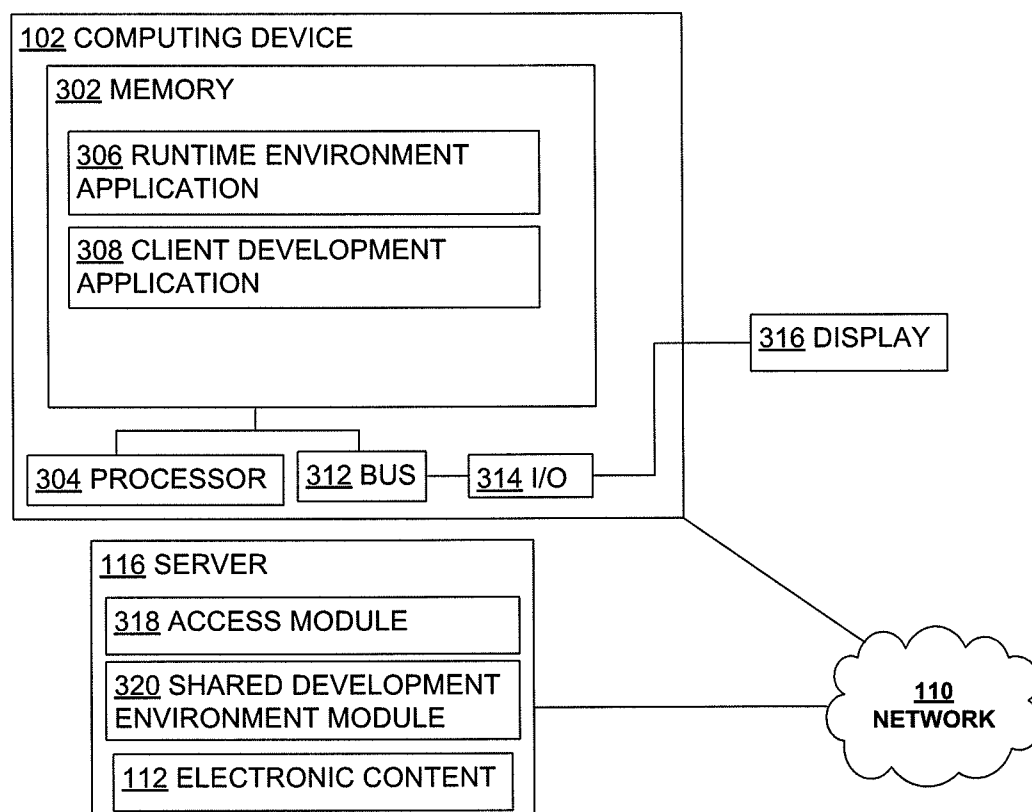 102 COMPUTING DEVICE
302 MEMORY
306 RUNTIME ENVIRONMENT
APPLICATION
308 CLIENT DEVELOPMENT
APPLICATION
316 DISPLAY
304 PROCESSOR
312 BUS
314 I/O
116 SERVER
318 ACCESS MODULE
320 SHARED DEVELOPMENT
ENVIRONMENT MODULE
112 ELECTRONIC CONTENT
110
NETWORK